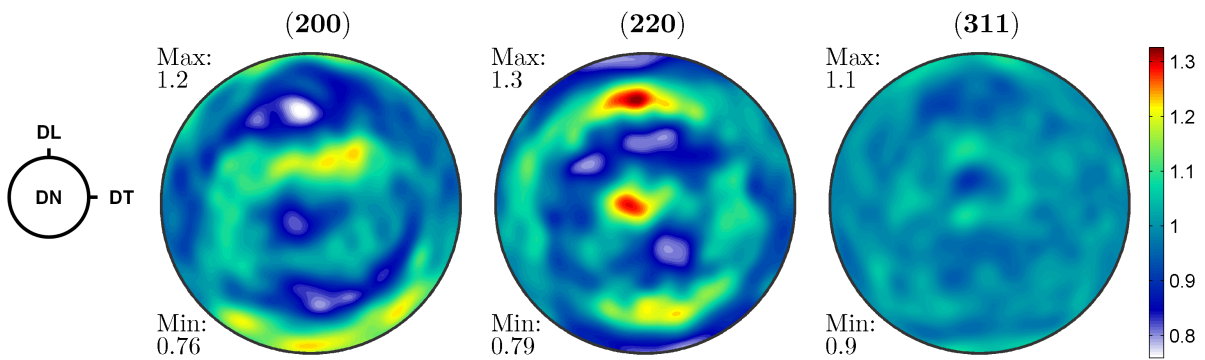 (200)
(220)
(311)
Max:
1.2
Max:
1.3
Max:
1.1
DL
DN
DT
Min:
0.76
Min:
0.79
Min:
0.9
1.3
1.2
1.1
1
0.9
0.8